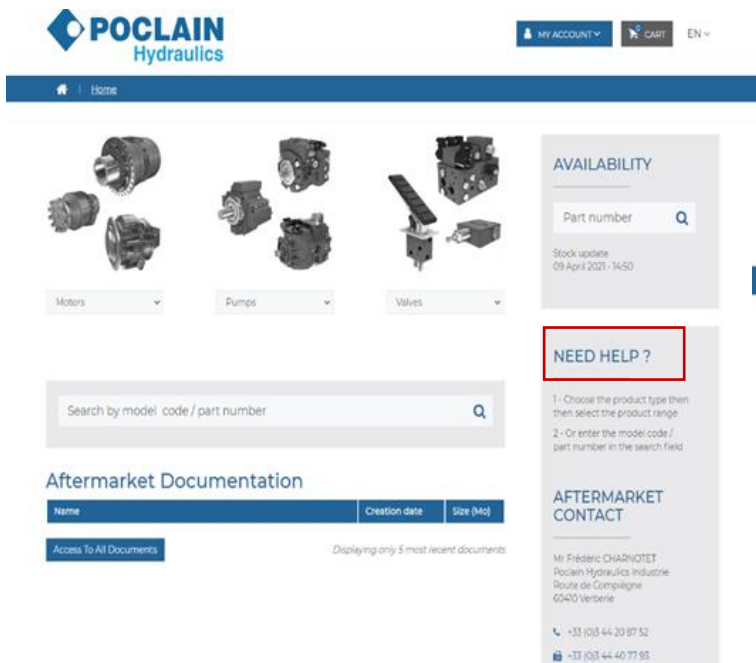 POCLAIN
Hydraulics
MY ACCOUNT
0
CART
EN
Home
Motors
Pumps
Valves
Search by model code / part number
Aftermarket Documentation
Name
Creation date
Size (Mo)
Access To All Documents
Displaying only 5 most recent documents
AVAILABILITY
Part number
Stock update
09 April 2021 - 14:50
NEED HELP ?
1 - Choose the product type then
then select the product range
2 - Or enter the model code /
part number in the search field
AFTERMARKET
CONTACT
Mr Frédéric CHARNOTET
Poclain Hydraulics Industrie
Route de Compiègne
60410 Verberie
+33 (0)3 44 20 87 52
+33 (0)3 44 40 77 93